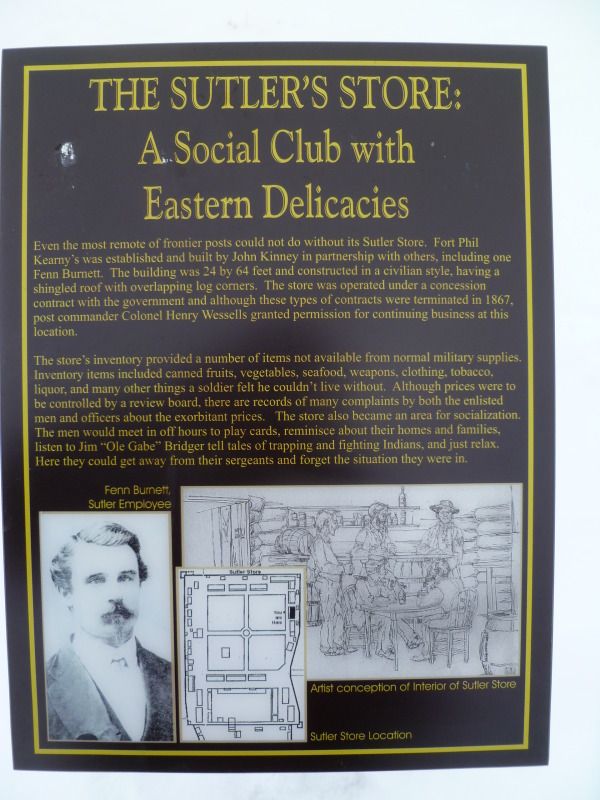 THE SUTLER'S STORE:
A Social Club with
Eastern Delicacies
Even the most remote of frontier posts could not do without its Sutler Store. Fort Phil
Kearny's was established and built by John Kinney in partnership with others, including one
Fenn Burnett. The building was 24 by 64 feet and constructed in a civilian style, having a
shingled roof with overlapping log corners. The store was operated under a concession
contract with the government and although these types of contracts were terminated in 1867,
post commander Colonel Henry Wessells granted permission for continuing business at this
location.
The store's inventory provided a number of items not available from normal military supplies.
Inventory items included canned fruits, vegetables, seafood, weapons, clothing, tobacco,
liquor, and many other things a soldier felt he couldn't live without. Although prices were to
be controlled by a review board, there are records of many complaints by both the enlisted
men and officers about the exorbitant prices. The store also became an area for socialization.
The men would meet in off hours to play cards, reminisce about their homes and families,
listen to Jim "Ole Gabe" Bridger tell tales of trapping and fighting Indians, and just relax.
Here they could get away from their sergeants and forget the situation they were in.
Fenn Burnett,
Sutler Employee
Sutler Store
You
are
Here
Artist conception of Interior of Sutler Store
Sutler Store Location